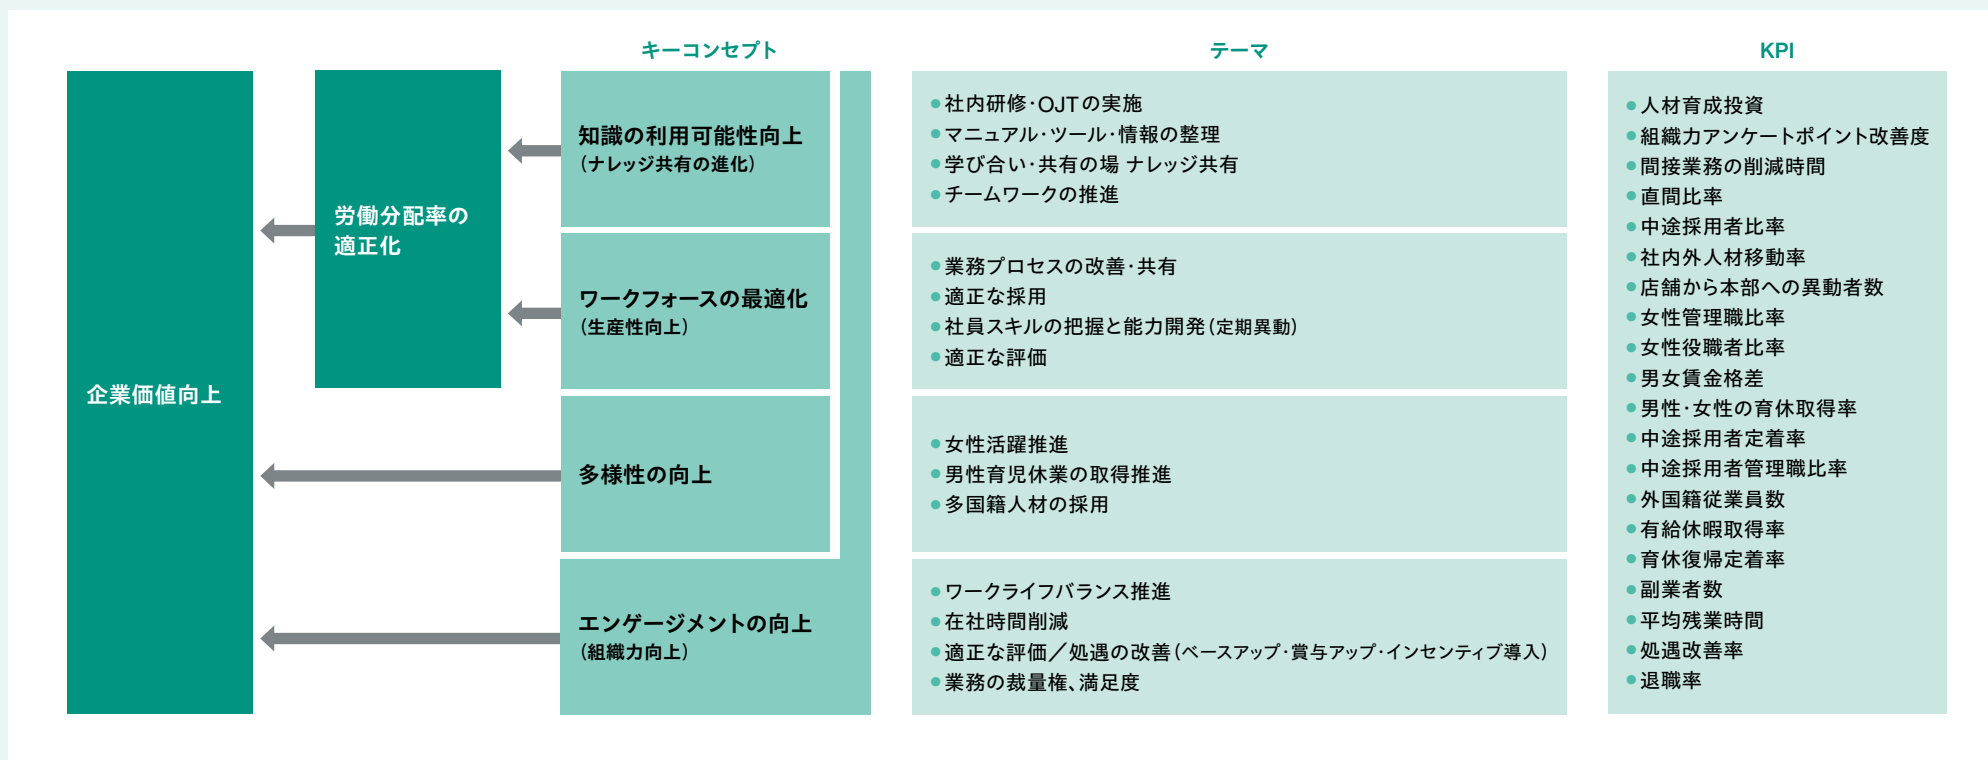 キーコンセプト
テーマ
KPI
企業価値向上
労働分配率の
適正化
知識の利用可能性向上
（ナレッジ共有の進化）
ワークフォースの最適化
（生産性向上）
多様性の向上
エンゲージメントの向上
（組織力向上）
●社内研修・OJTの実施
●マニュアル・ツール・情報の整理
●学び合い・共有の場 ナレッジ共有
●チームワークの推進
●業務プロセスの改善・共有
●適正な採用
●社員スキルの把握と能力開発（定期異動）
●適正な評価
●女性活躍推進
●男性育児休業の取得推進
●多国籍人材の採用
●ワークライフバランス推進
●在社時間削減
●適正な評価／処遇の改善（ベースアップ・賞与アップ・インセンティブ導入）
●業務の裁量権、満足度
●人材育成投資
●組織力アンケートポイント改善度
●間接業務の削減時間
●直間比率
●中途採用者比率
●社内外人材移動率
●店舗から本部への異動者数
●女性管理職比率
●女性役職者比率
●男女賃金格差
●男性・女性の育休取得率
●中途採用者定着率
●中途採用者管理職比率
●外国籍従業員数
●有給休暇取得率
●育休復帰定着率
●副業者数
●平均残業時間
●処遇改善率
●退職率